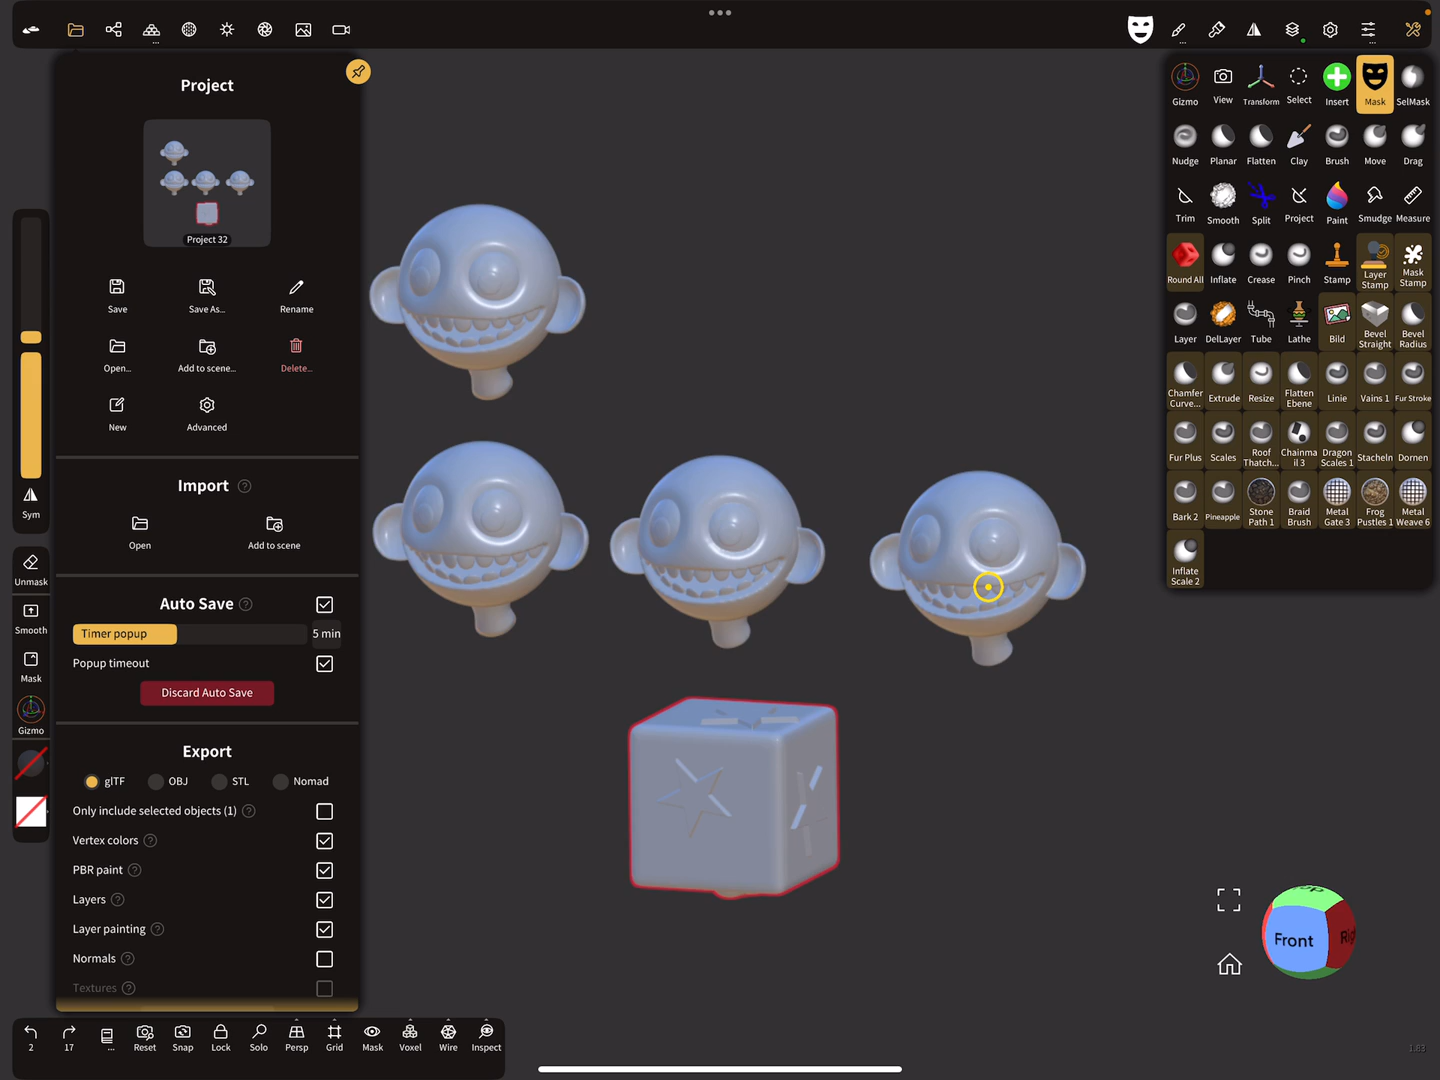 Project
Project 32
Save
Save As...
Rename
Open...
Add to scene...
Delete...
New
Advanced
Import ?
Open
Add to scene
Auto Save ?
Timer popup
5 min
Popup timeout
Discard Auto Save
Export
glTF
OBJ
STL
Nomad
Only include selected objects (1) ?
Vertex colors ?
PBR paint ?
Layers ?
Layer painting ?
Normals ?
Textures ?
Sym
Unmask
Smooth
Mask
Gizmo
Gizmo
View
Transform
Select
Insert
Mask
SelMask
Nudge
Planar
Flatten
Clay
Brush
Move
Drag
Trim
Smooth
Split
Project
Paint
Smudge
Measure
Round All
Inflate
Crease
Pinch
Stamp
Layer
Stamp
Mask
Stamp
Layer
DelLayer
Tube
Lathe
Bild
Bevel
Straight
Bevel
Radius
Chamfer
Curve...
Extrude
Resize
Flatten
Ebene
Linie
Vains 1
Fur Stroke
Fur Plus
Scales
Roof
Thatch...
Chainma
il 3
Dragon
Scales 1
Stacheln
Dornen
Bark 2
Pineapple
Stone
Path 1
Braid
Brush
Metal
Gate 3
Frog
Pustles 1
Metal
Weave 6
Inflate
Scale 2
Front
2
17
...
Reset
Snap
Lock
Solo
Persp
Grid
Mask
Voxel
Wire
Inspect
1.83